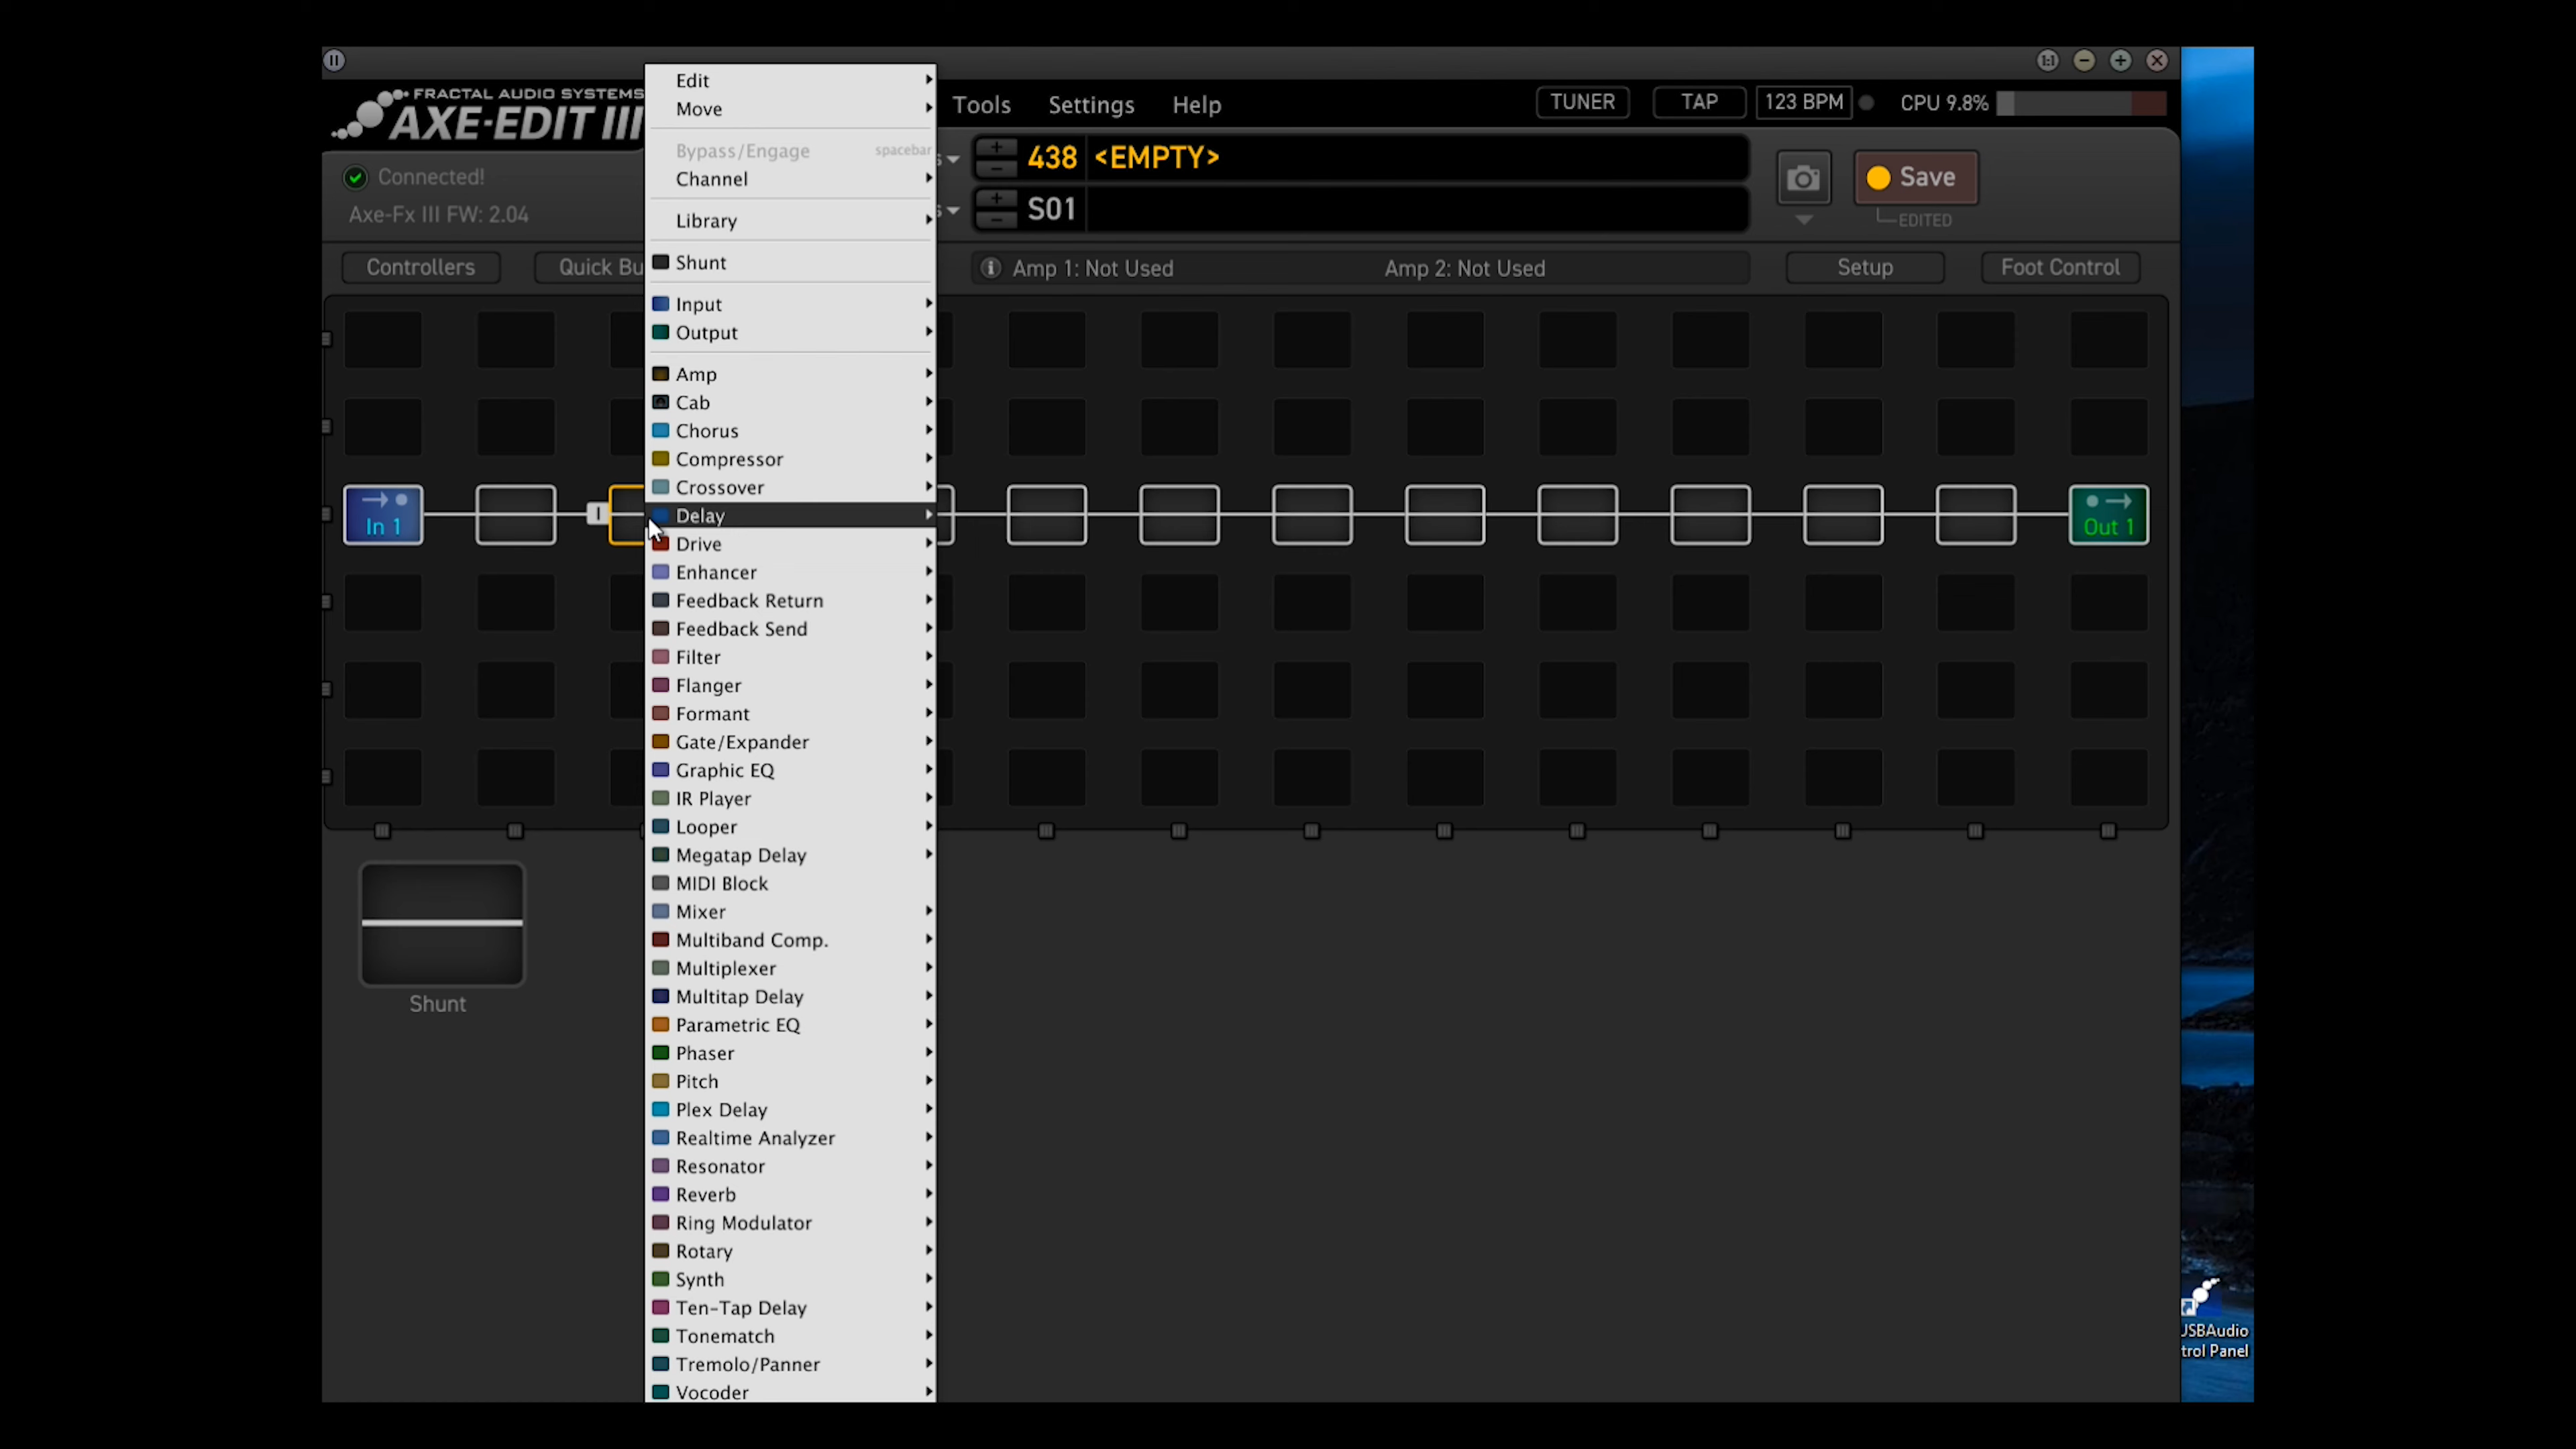 FRACTAL AUDIO SYSTEMS
AXE-EDIT III
Tools
Settings
Help
TUNER
TAP
123 BPM
CPU 9.8%
Connected!
Axe-Fx III FW: 2.04
438
<EMPTY>
S01
Save
EDITED
Controllers
Quick Bu
Amp 1: Not Used
Amp 2: Not Used
Setup
Foot Control
Edit
Move
Bypass/Engage spacebar
Channel
Library
Shunt
Input
Output
Amp
Cab
Chorus
Compressor
Crossover
Delay
Drive
Enhancer
Feedback Return
Feedback Send
Filter
Flanger
Formant
Gate/Expander
Graphic EQ
IR Player
Looper
Megatap Delay
MIDI Block
Mixer
Multiband Comp.
Multiplexer
Multitap Delay
Parametric EQ
Phaser
Pitch
Plex Delay
Realtime Analyzer
Resonator
Reverb
Ring Modulator
Rotary
Synth
Ten-Tap Delay
Tonematch
Tremolo/Panner
Vocoder
In 1
Out 1
Shunt
USBAudio
trol Panel